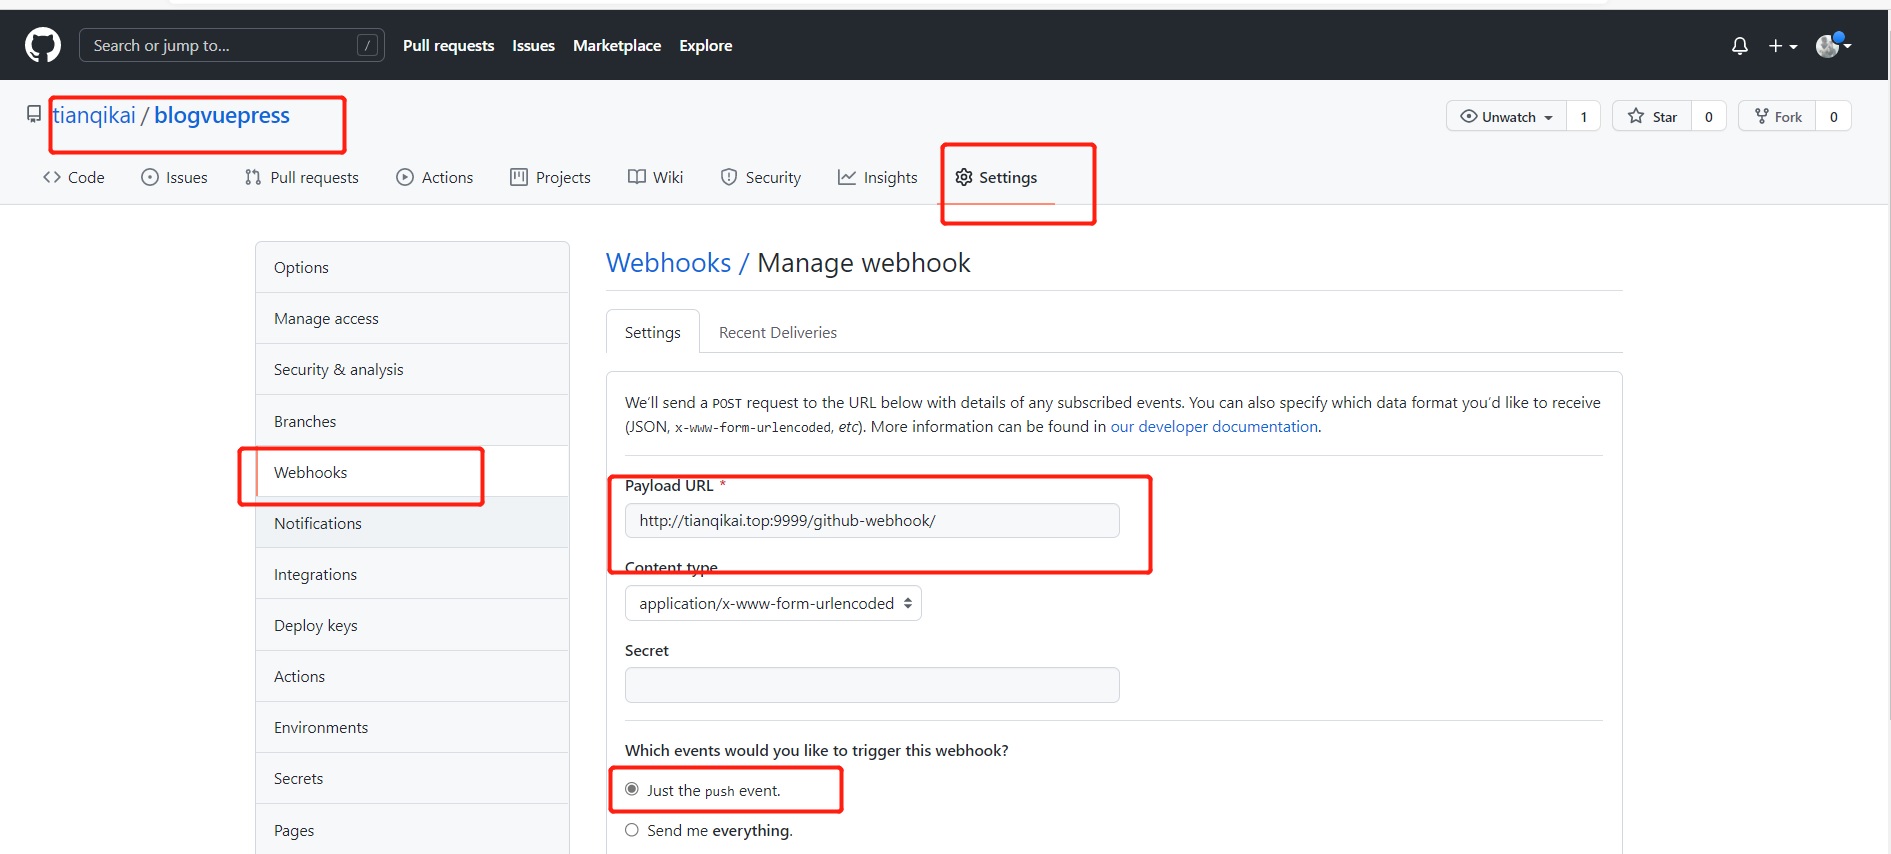 Search or jump to... / Pull requests Issues Marketplace Explore
tianqikai / blogvuepress Unwatch 1 Star 0 Fork 0
Code Issues Pull requests Actions Projects Wiki Security Insights Settings
Options
Manage access
Security & analysis
Branches
Webhooks
Notifications
Integrations
Deploy keys
Actions
Environments
Secrets
Pages
Webhooks / Manage webhook
Settings Recent Deliveries
We'll send a POST request to the URL below with details of any subscribed events. You can also specify which data format you'd like to receive
(JSON, x-www-form-urlencoded, etc). More information can be found in our developer documentation.
Payload URL *
http://tianqikai.top:9999/github-webhook/
Content type
application/x-www-form-urlencoded
Secret
Which events would you like to trigger this webhook?
Just the push event.
Send me everything.